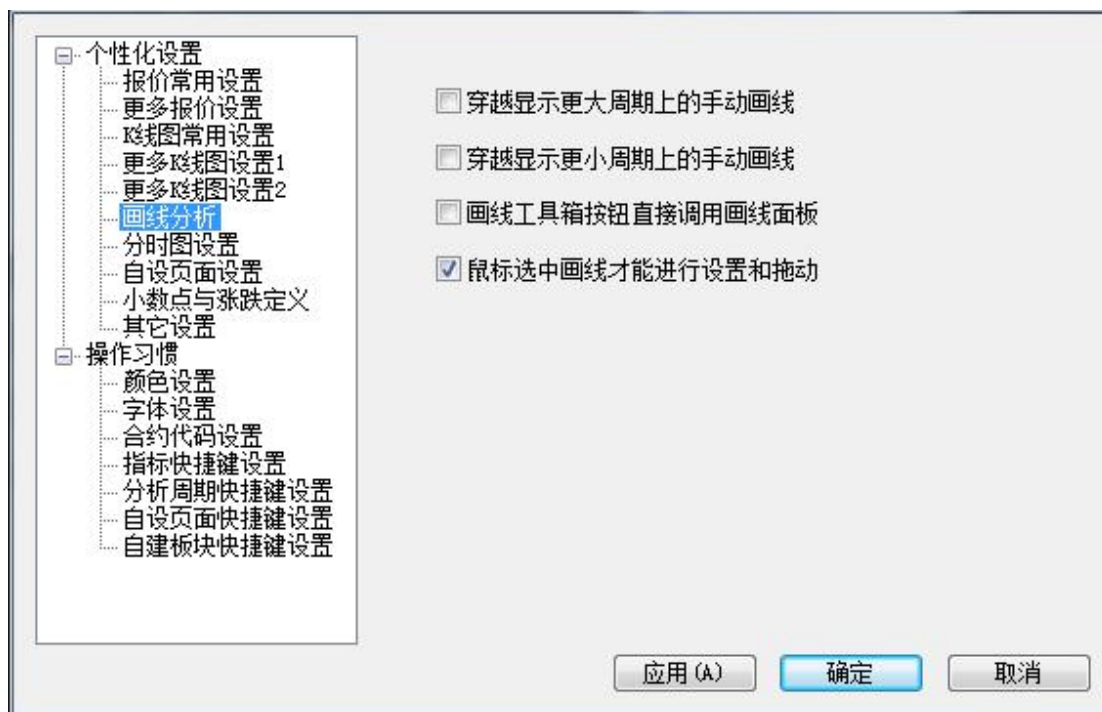 个性化设置
报价常用设置
更多报价设置
K线图常用设置
更多K线图设置1
更多K线图设置2
画线分析
分时图设置
自设页面设置
小数点与涨跌定义
其它设置
操作习惯
颜色设置
字体设置
合约代码设置
指标快捷键设置
分析周期快捷键设置
自设页面快捷键设置
自建板块快捷键设置
穿越显示更大周期上的手动画线
穿越显示更小周期上的手动画线
画线工具箱按钮直接调用画线面板
鼠标选中画线才能进行设置和拖动
应用(A)
确定
取消